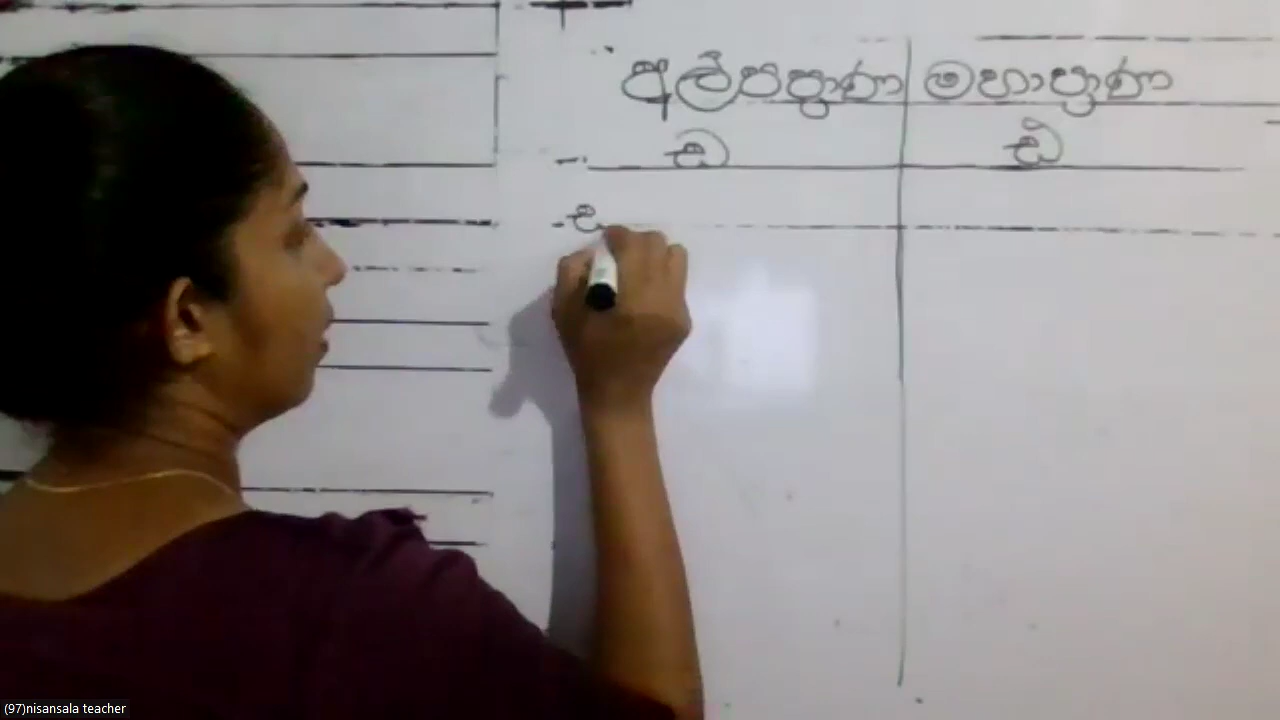 අල්පප්‍රාණ මහාප්‍රාණ
ඩ ඪ
(97)nisansala teacher